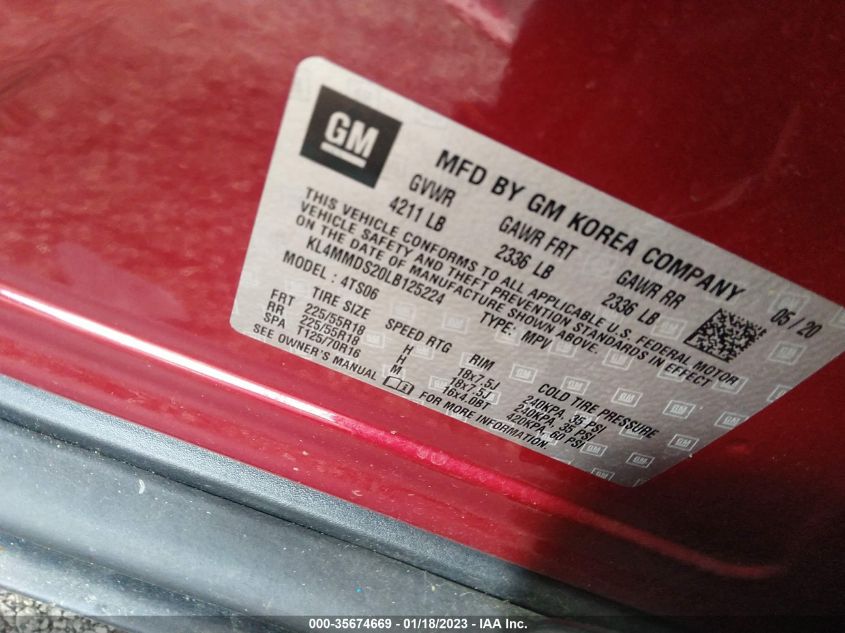 GM
MFD BY GM KOREA COMPANY 05/20
GVWR GAWR FRT GAWR RR
4211 LB 2336 LB 2336 LB
THIS VEHICLE CONFORMS TO ALL APPLICABLE U.S. FEDERAL MOTOR
VEHICLE SAFETY AND THEFT PREVENTION STANDARDS IN EFFECT
ON THE DATE OF MANUFACTURE SHOWN ABOVE.
KL4MMDS20LB125224 TYPE: MPV
MODEL : 4TS06
TIRE SIZE SPEED RTG RIM COLD TIRE PRESSURE
FRT 225/55R18 H 18x7.5J 240KPA, 35 PSI
RR 225/55R18 H 18x7.5J 240KPA, 35 PSI
SPA T125/70R16 M 16x4.0BT 420KPA, 60 PSI
SEE OWNER'S MANUAL FOR MORE INFORMATION
000-35674669 - 01/18/2023 - IAA Inc.